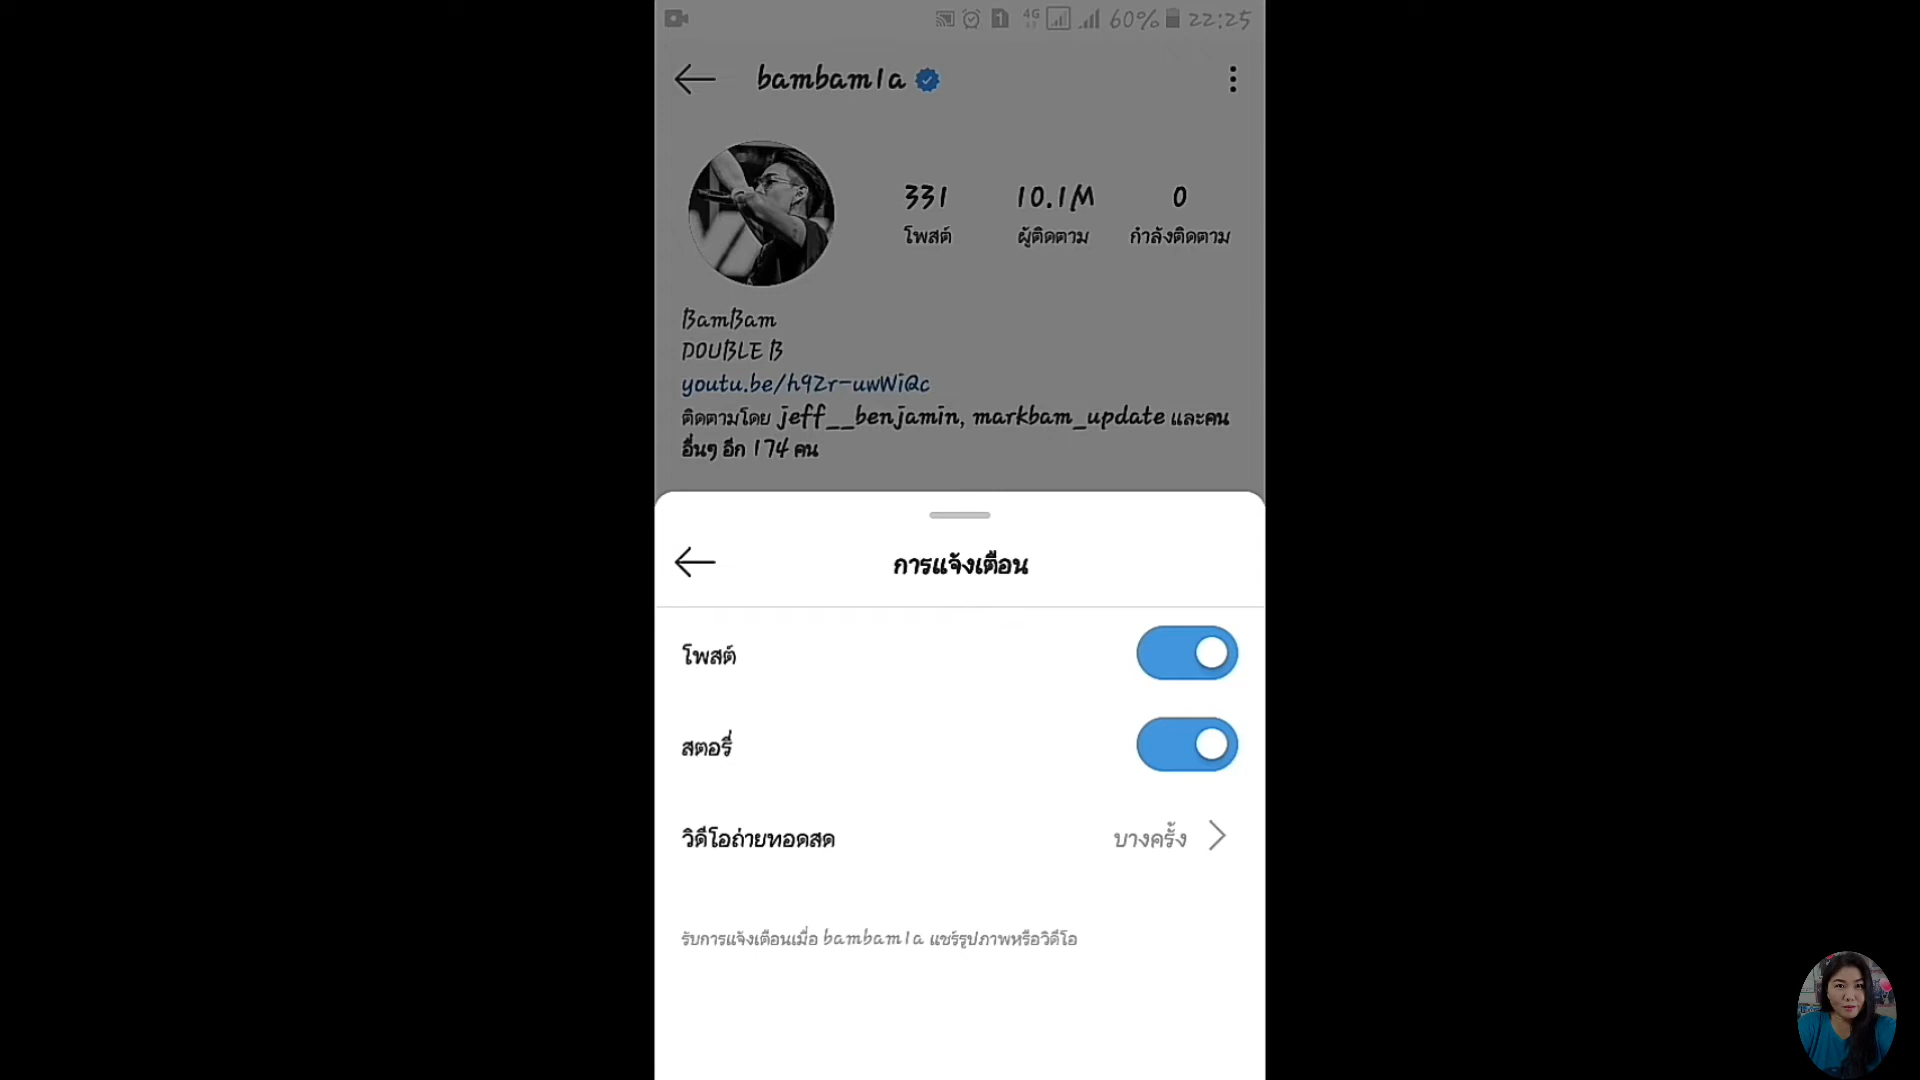 4G 1 60% 22:25
bambam1a
331 10.1M 0
โพสต์ ผู้ติดตาม กำลังติดตาม
BamBam
DOUBLE B
youtu.be/h9Zr-uwWiQc
ติดตามโดย jeff__benjamin, markbam_update และคน
อื่นๆ อีก 174 คน
การแจ้งเตือน
โพสต์
สตอรี่
วิดีโอถ่ายทอดสด บางครั้ง
รับการแจ้งเตือนเมื่อ bambam1a แชร์รูปภาพหรือวิดีโอ